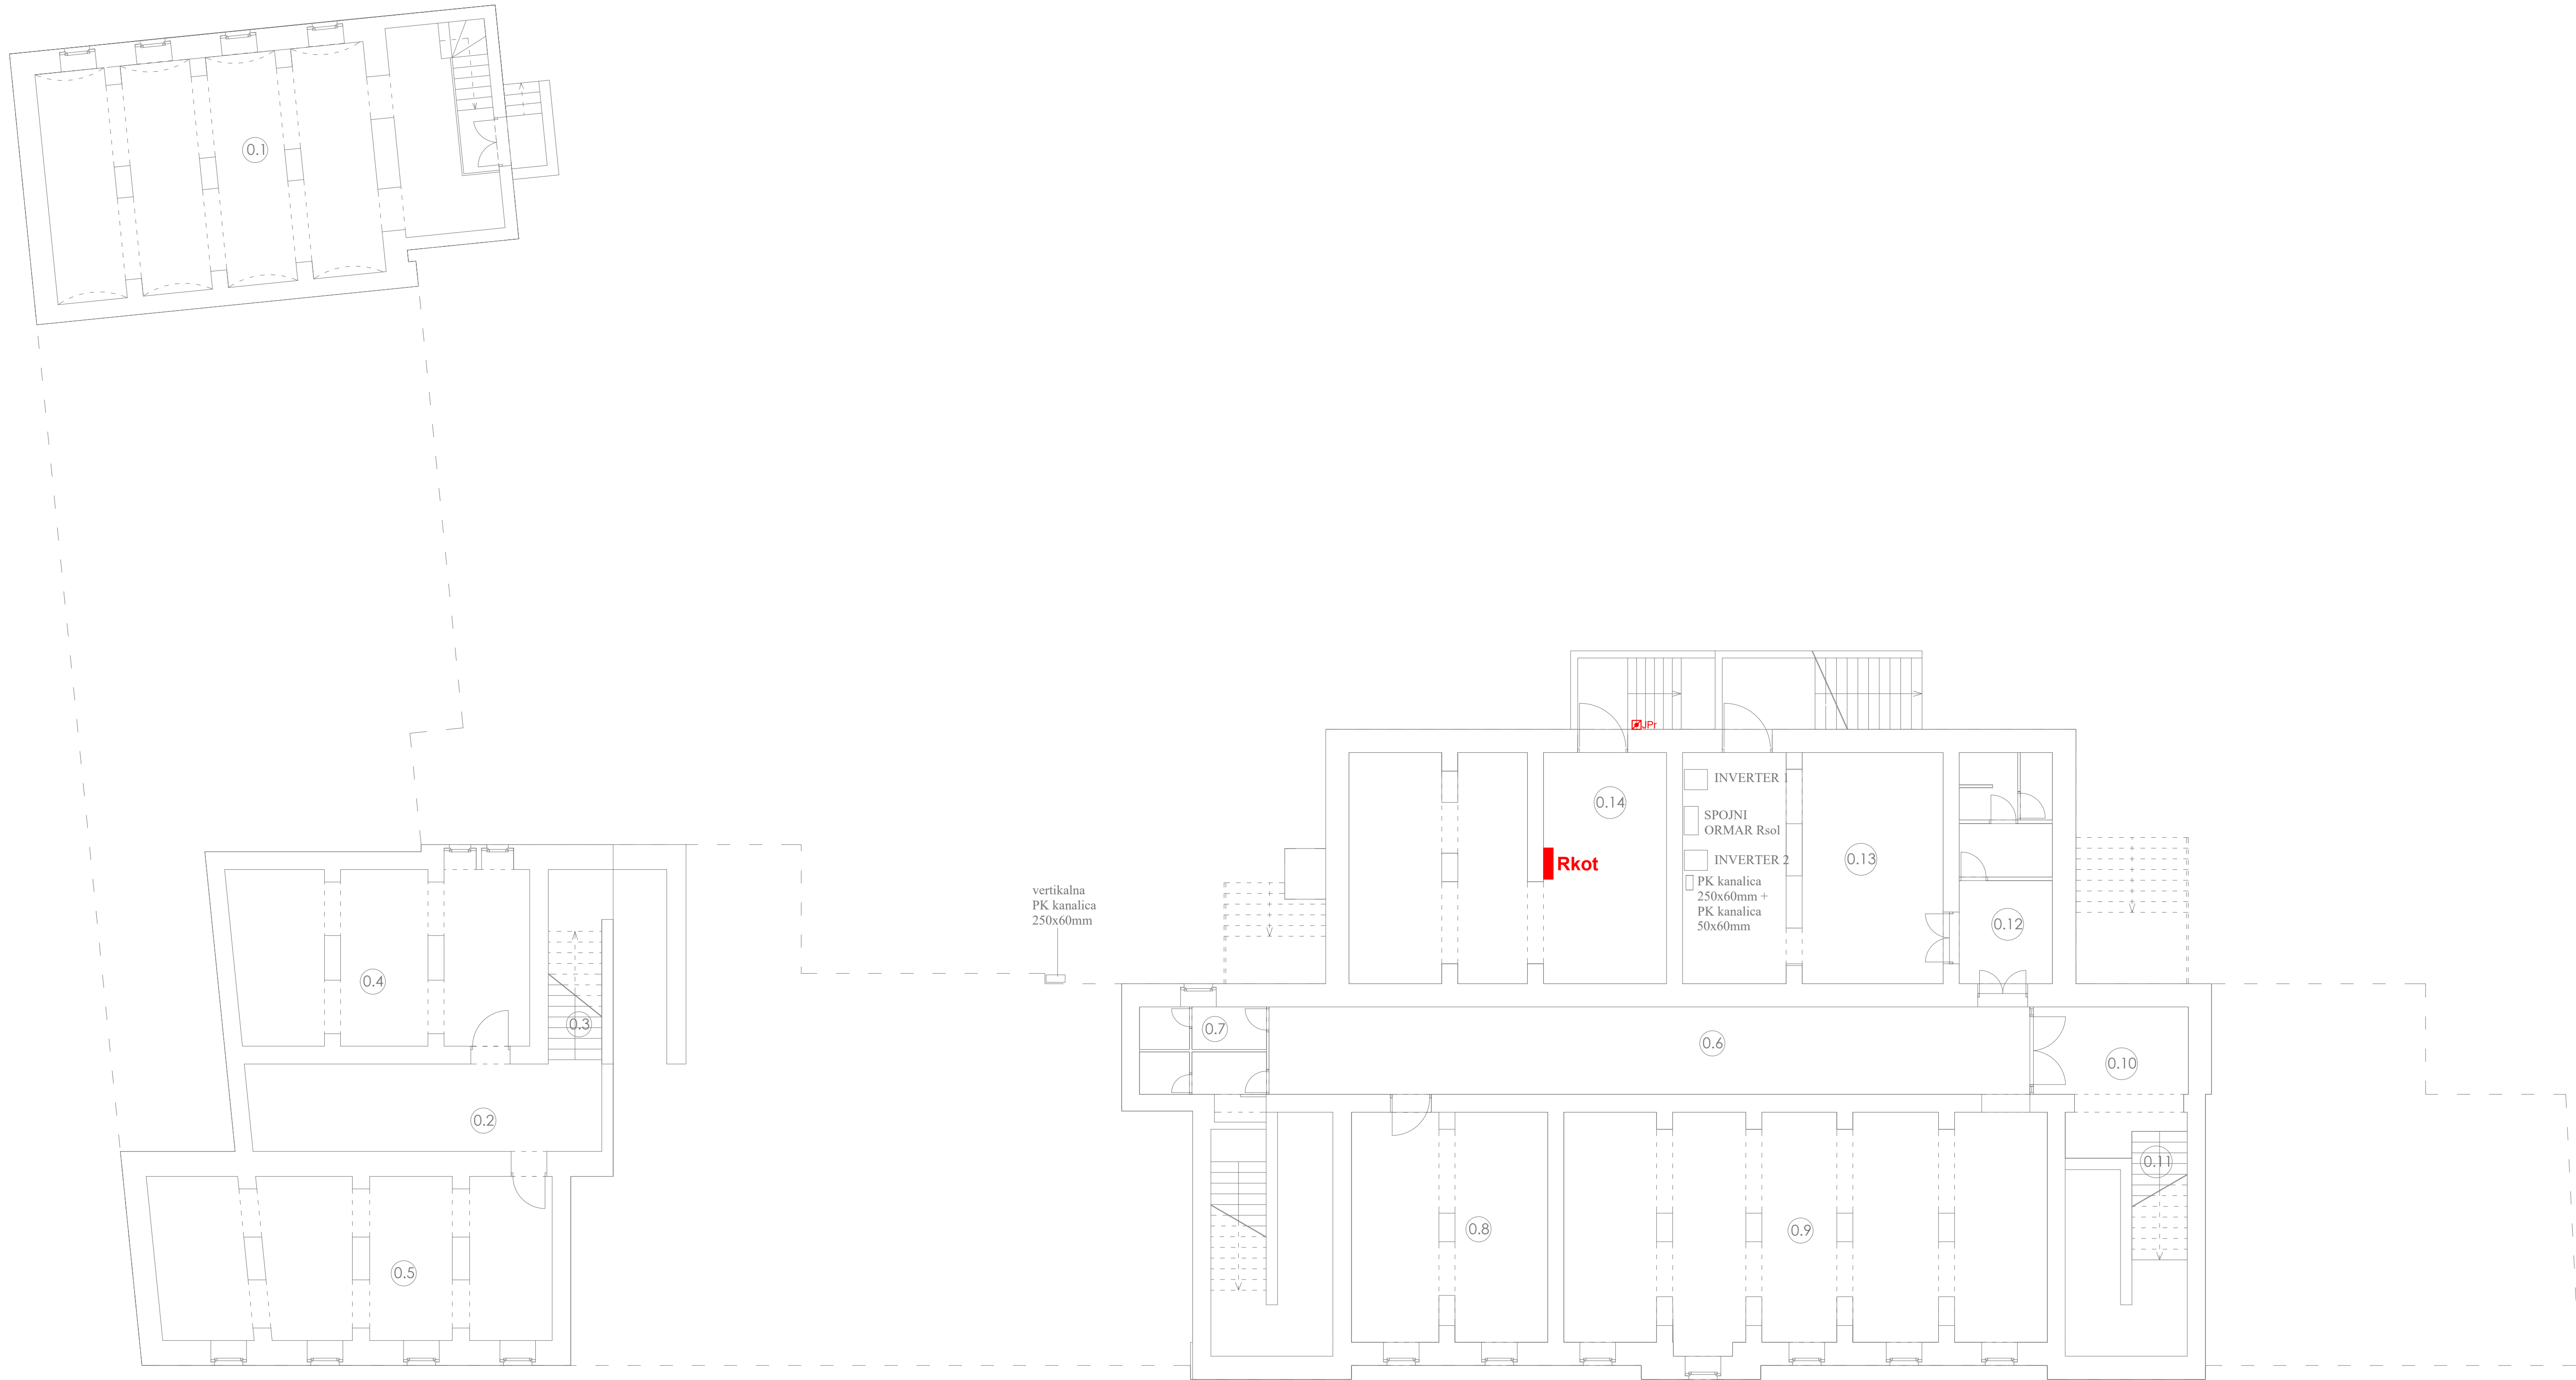 0.1
JPr
INVERTER 1
0.14
SPOJNI
ORMAR Rsol
INVERTER 2
0.13
Rkot
PK kanalica
250x60mm +
PK kanalica
50x60mm
vertikalna
PK kanalica
250x60mm
0.12
0.4
0.3
0.7
0.6
0.10
0.2
0.11
0.8
0.9
0.5